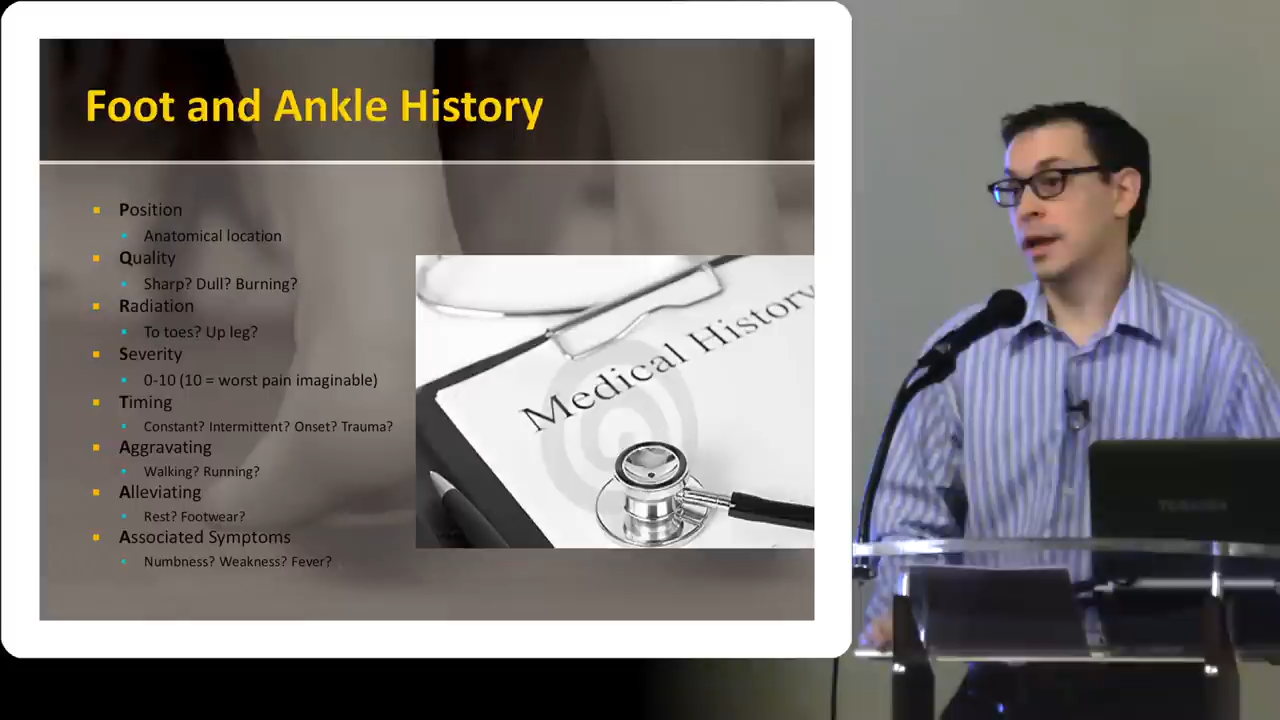 Foot and Ankle History
Position
Anatomical location
Quality
Sharp? Dull? Burning?
Radiation
To toes? Up leg?
Severity
0-10 (10 = worst pain imaginable)
Timing
Constant? Intermittent? Onset? Trauma?
Aggravating
Walking? Running?
Alleviating
Rest? Footwear?
Associated Symptoms
Numbness? Weakness? Fever?
Medical History
TOSHIBA